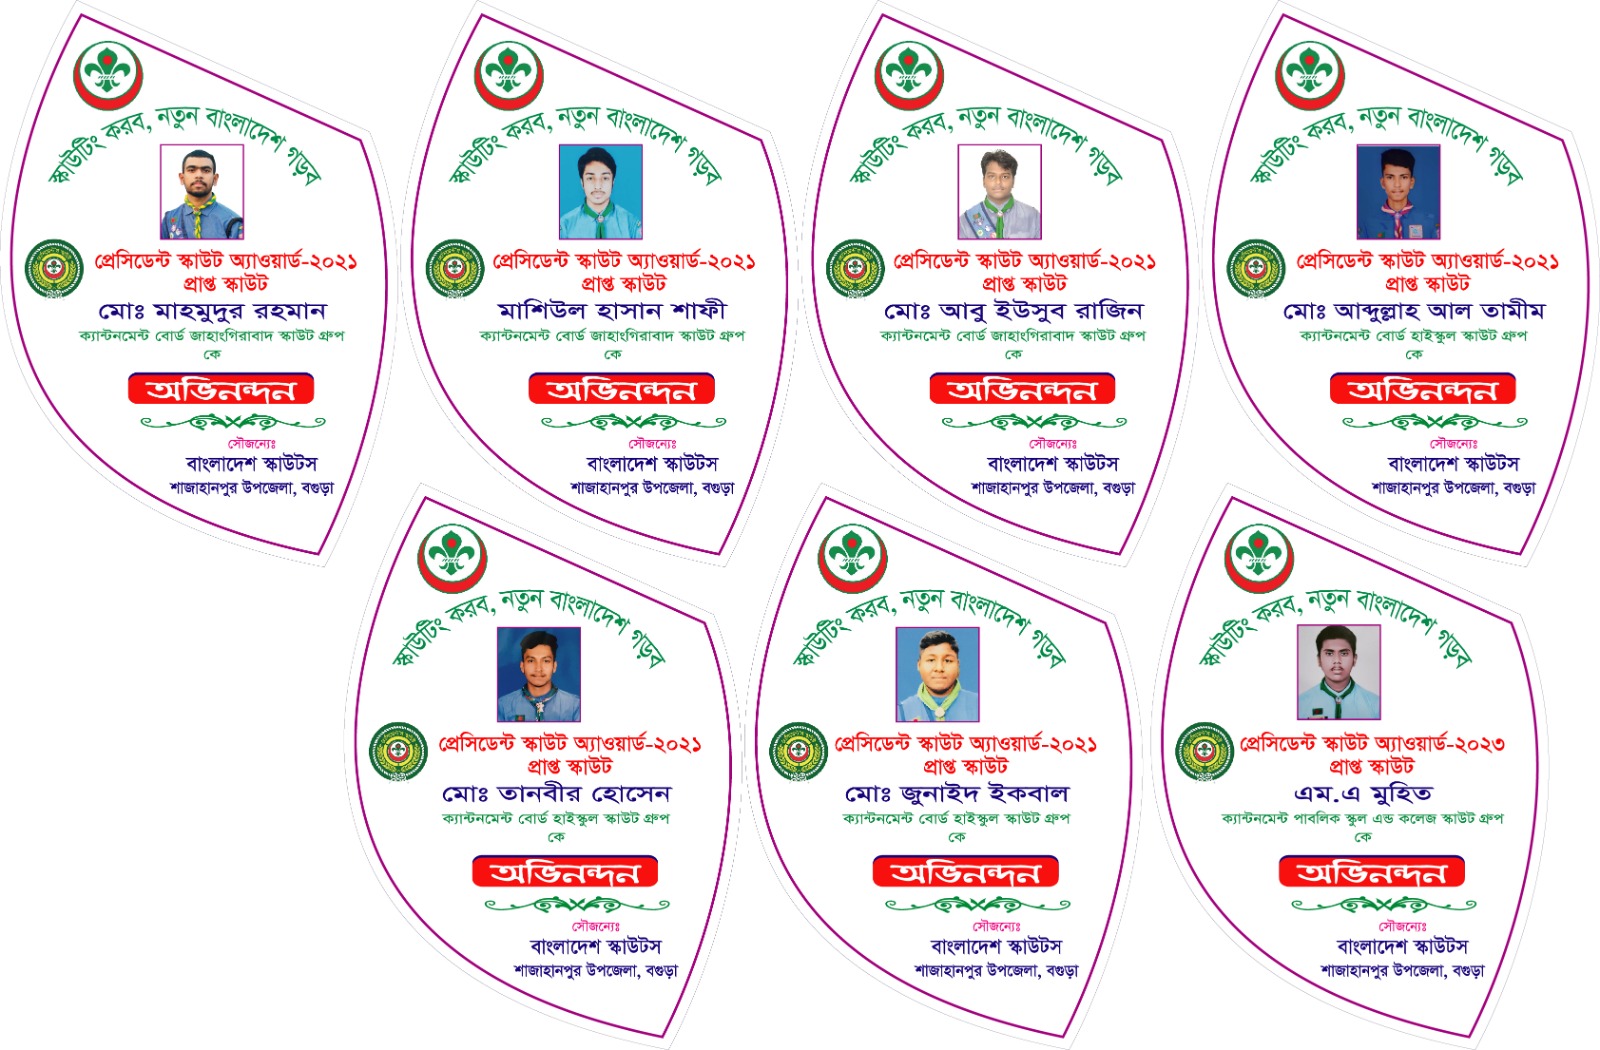 স্কাউটিং করব, নতুন বাংলাদেশ গড়ব
প্রেসিডেন্ট স্কাউট অ্যাওয়ার্ড-২০২১
প্রাপ্ত স্কাউট
মোঃ মাহমুদুর রহমান
ক্যান্টনমেন্ট বোর্ড জাহাংগিরাবাদ স্কাউট গ্রুপ
কে
অভিনন্দন
সৌজন্যেঃ
বাংলাদেশ স্কাউটস
শাজাহানপুর উপজেলা, বগুড়া
স্কাউটিং করব, নতুন বাংলাদেশ গড়ব
প্রেসিডেন্ট স্কাউট অ্যাওয়ার্ড-২০২১
প্রাপ্ত স্কাউট
মাশিউল হাসান শাফী
ক্যান্টনমেন্ট বোর্ড জাহাংগিরাবাদ স্কাউট গ্রুপ
কে
অভিনন্দন
সৌজন্যেঃ
বাংলাদেশ স্কাউটস
শাজাহানপুর উপজেলা, বগুড়া
স্কাউটিং করব, নতুন বাংলাদেশ গড়ব
প্রেসিডেন্ট স্কাউট অ্যাওয়ার্ড-২০২১
প্রাপ্ত স্কাউট
মোঃ আবু ইউসুব রাজিন
ক্যান্টনমেন্ট বোর্ড জাহাংগিরাবাদ স্কাউট গ্রুপ
কে
অভিনন্দন
সৌজন্যেঃ
বাংলাদেশ স্কাউটস
শাজাহানপুর উপজেলা, বগুড়া
স্কাউটিং করব, নতুন বাংলাদেশ গড়ব
প্রেসিডেন্ট স্কাউট অ্যাওয়ার্ড-২০২১
প্রাপ্ত স্কাউট
মোঃ আব্দুল্লাহ আল তামীম
ক্যান্টনমেন্ট বোর্ড হাইস্কুল স্কাউট গ্রুপ
কে
অভিনন্দন
সৌজন্যেঃ
বাংলাদেশ স্কাউটস
শাজাহানপুর উপজেলা, বগুড়া
স্কাউটিং করব, নতুন বাংলাদেশ গড়ব
প্রেসিডেন্ট স্কাউট অ্যাওয়ার্ড-২০২১
প্রাপ্ত স্কাউট
মোঃ তানবীর হোসেন
ক্যান্টনমেন্ট বোর্ড হাইস্কুল স্কাউট গ্রুপ
কে
অভিনন্দন
সৌজন্যেঃ
বাংলাদেশ স্কাউটস
শাজাহানপুর উপজেলা, বগুড়া
স্কাউটিং করব, নতুন বাংলাদেশ গড়ব
প্রেসিডেন্ট স্কাউট অ্যাওয়ার্ড-২০২১
প্রাপ্ত স্কাউট
মোঃ জুনাইদ ইকবাল
ক্যান্টনমেন্ট বোর্ড হাইস্কুল স্কাউট গ্রুপ
কে
অভিনন্দন
সৌজন্যেঃ
বাংলাদেশ স্কাউটস
শাজাহানপুর উপজেলা, বগুড়া
স্কাউটিং করব, নতুন বাংলাদেশ গড়ব
প্রেসিডেন্ট স্কাউট অ্যাওয়ার্ড-২০২৩
প্রাপ্ত স্কাউট
এম.এ মুহিত
ক্যান্টনমেন্ট পাবলিক স্কুল এন্ড কলেজ স্কাউট গ্রুপ
কে
অভিনন্দন
সৌজন্যেঃ
বাংলাদেশ স্কাউটস
শাজাহানপুর উপজেলা, বগুড়া